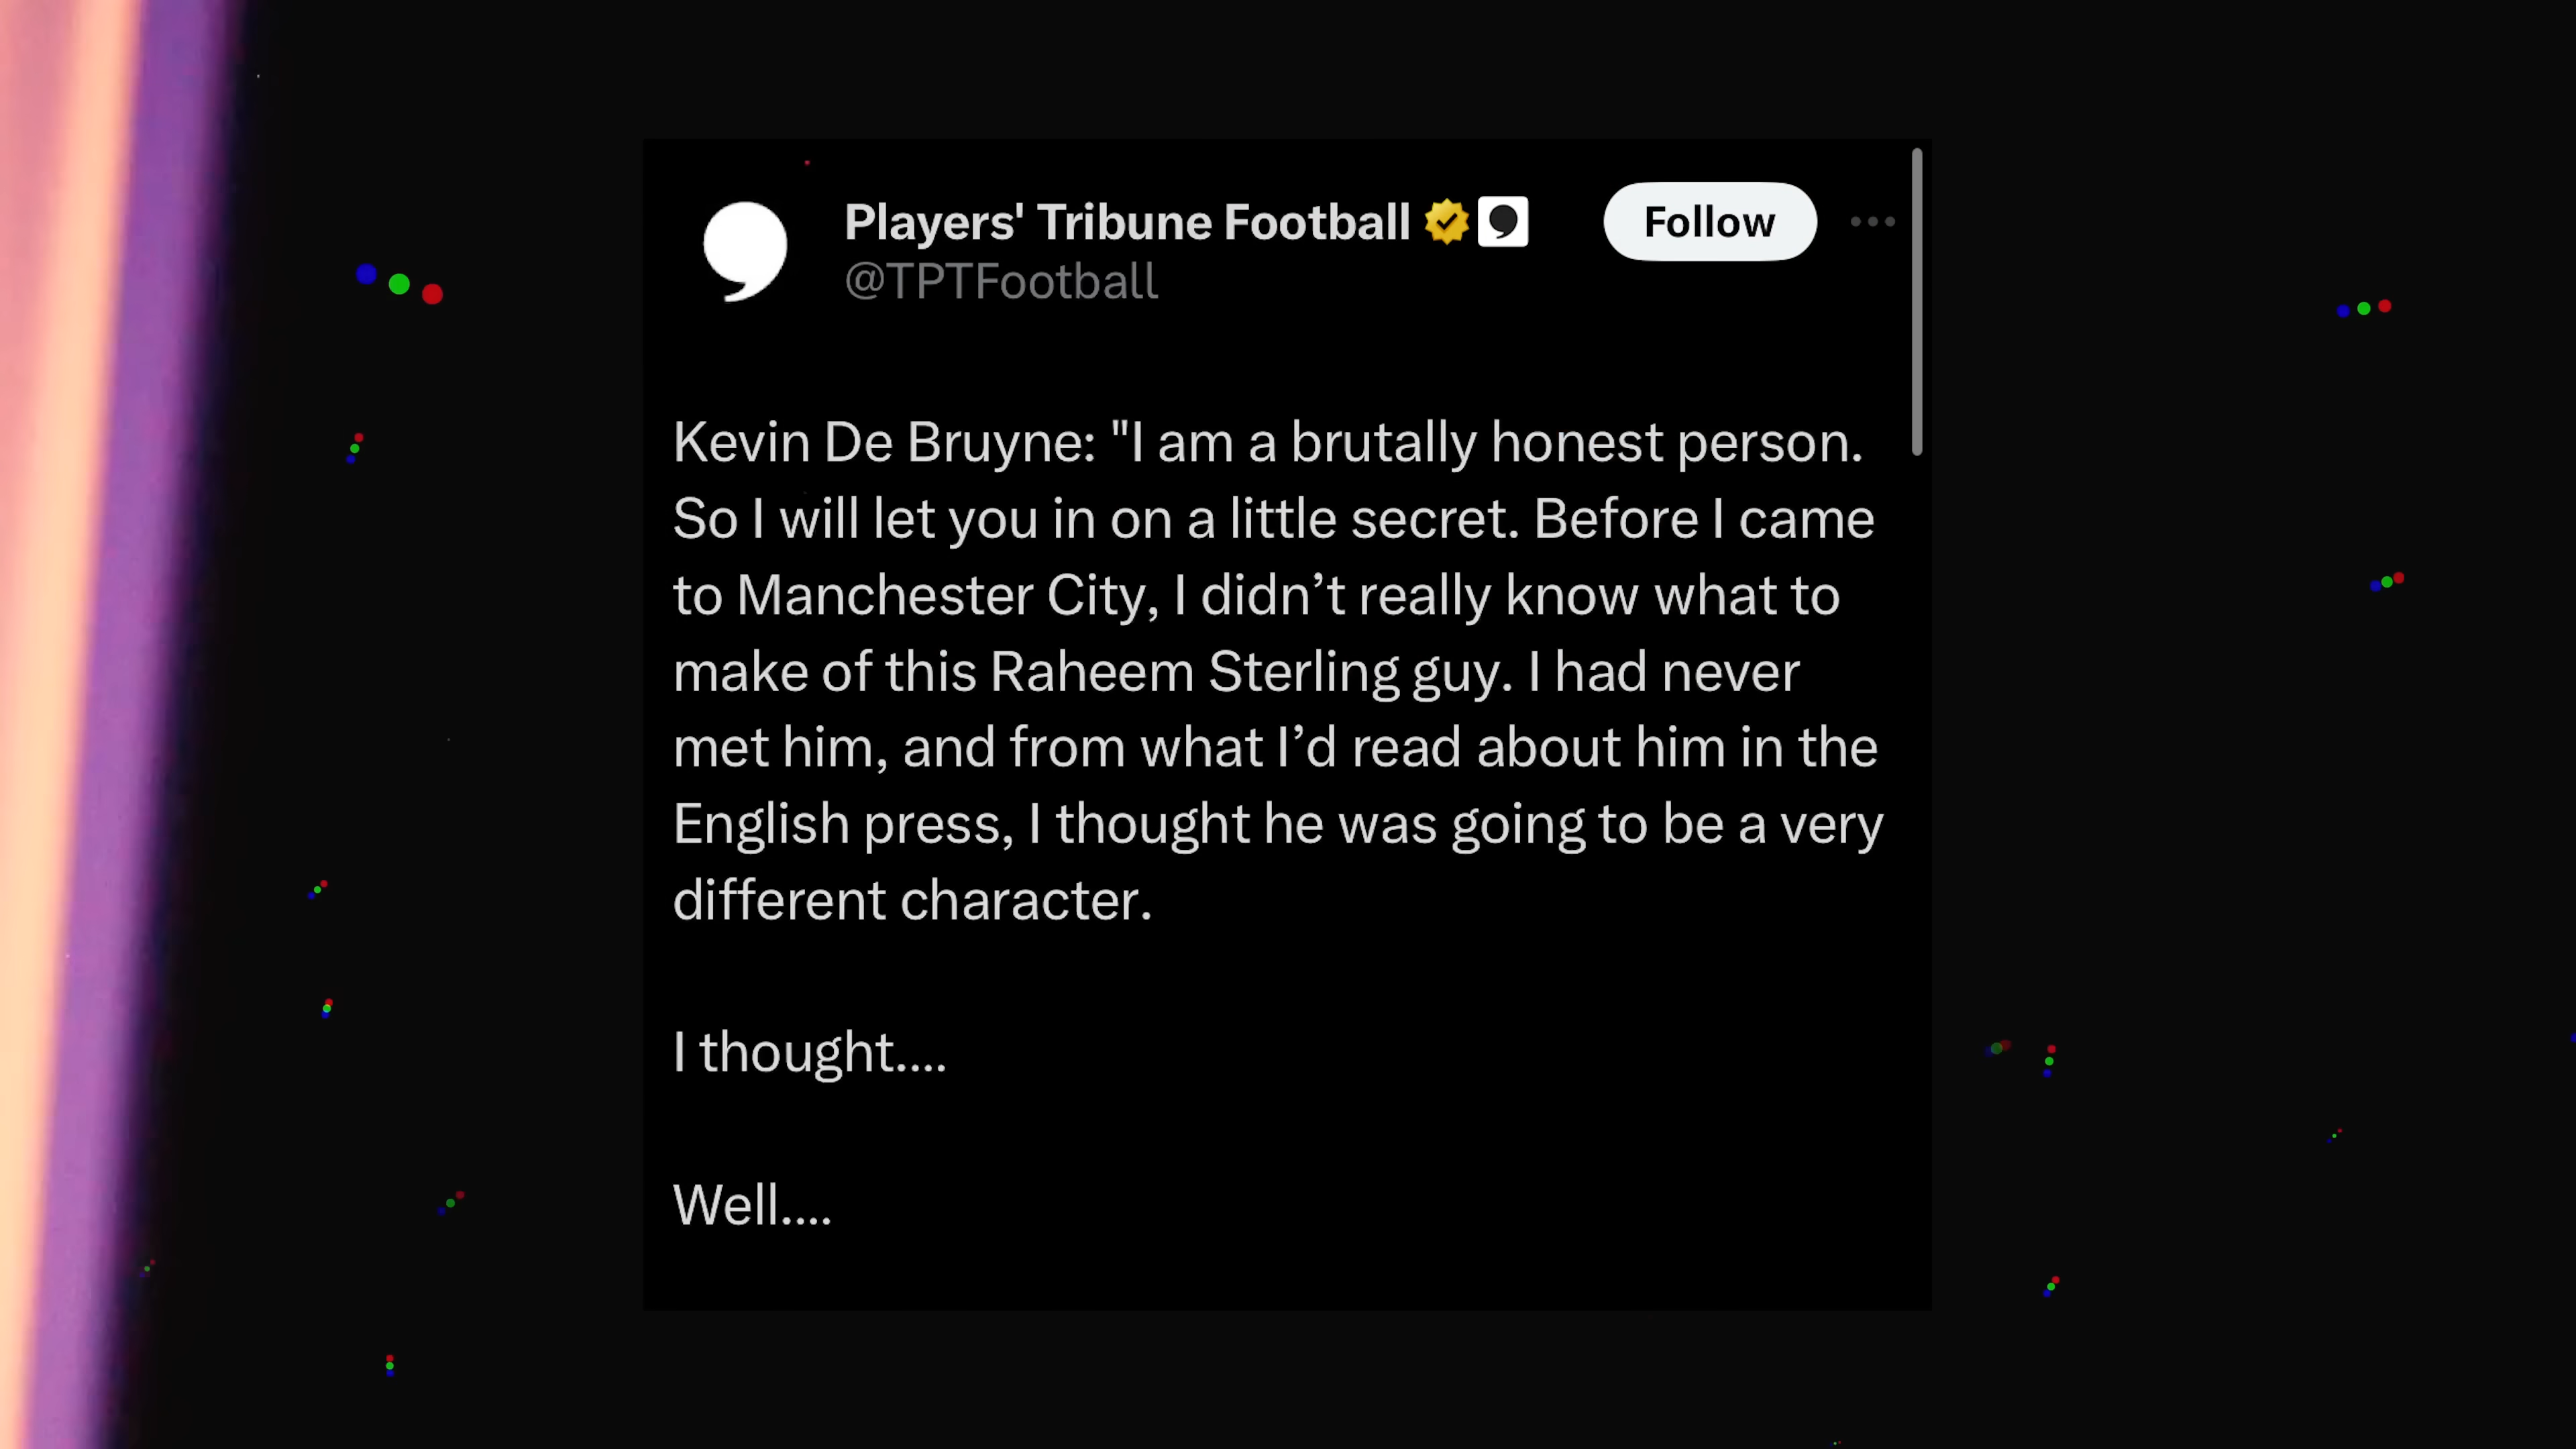 Players' Tribune Football
Follow
@TPTFootball
Kevin De Bruyne: "I am a brutally honest person.
So I will let you in on a little secret. Before I came
to Manchester City, I didn’t really know what to
make of this Raheem Sterling guy. I had never
met him, and from what I’d read about him in the
English press, I thought he was going to be a very
different character.
I thought....
Well....